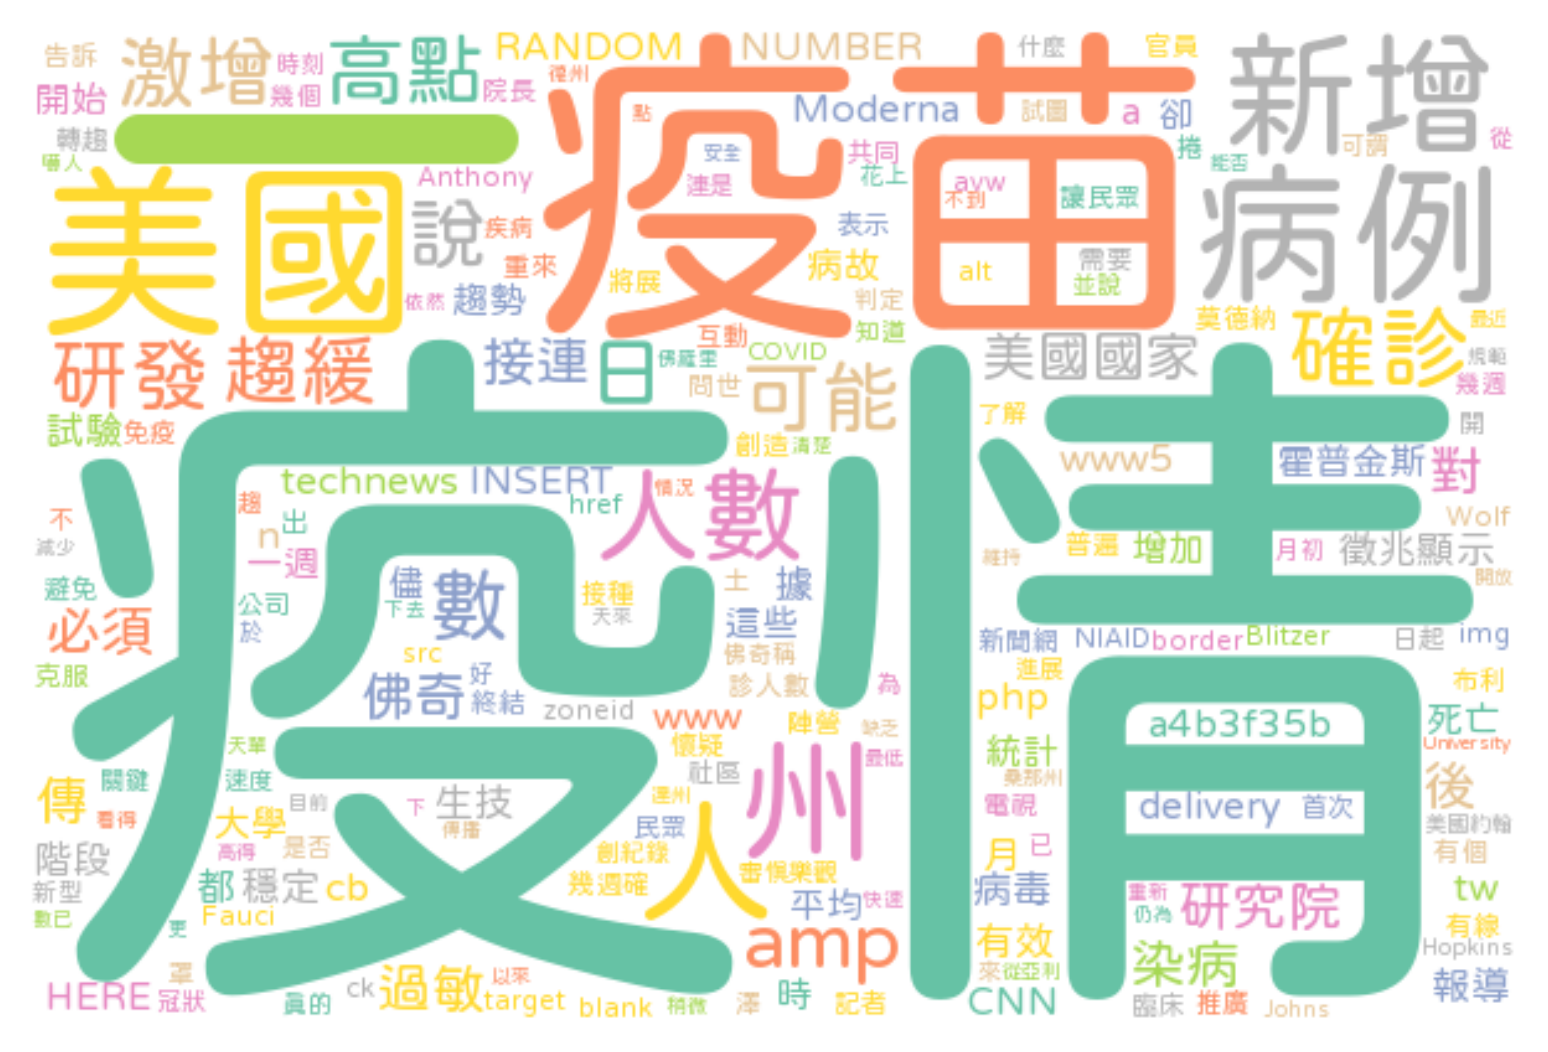 告訴 激增 時刻 高點 RANDOM NUMBER 什麼 官員 新增
開始 幾個 院長 德州 疫苗 點 Moderna 試圖 a 卻
轉趨 一 安全 共同 捲 可謂 從
嚇人 Anthony 連是 花上 能否
美國 說 疾病 表示 avw 不到 讓民眾 病例
重來 將展 病故 alt 需要
依然 趨勢 判定 並說
互動 知道 莫德納 確診 最近
研發 趨緩 接連 日 佛羅里 COVID 美國國家 規範
問世 可能 幾週
試驗 免疫 疫情 創造 清楚 了解 開
technews INSERT 人數 情況 www5 霍普金斯 對
趨 href
不 出 Wolf
減少 n 一週 普遍 增加 月初 徵兆顯示
維持
避免 儘 數 接種 土 據 開放
公司 下去 天來
必須 於 這些 新聞網 NIAID border Blitzer 日起 img
克服 src 佛奇稱 進展
佛奇 好 終結 診人數 為 php 布利
zoneid www 陣營 缺乏 a4b3f35b 死亡
天華 懷疑 州 最低 統計 University
關鍵 速度 社區 桑那州
傳 目前 下 生技 達州 電視 delivery 首次 後
看得 大學 傳播 民眾 人 美國約翰
階段 高得 是否 創紀錄 月 已 有個
新型 都 穩定 cb 幾週確 審慎樂觀 病毒 重新 研究院 tw
數已 Fauci 平均 快速 仍為 有線
更 amp 有效 染病 Hopkins
罩 過敏 以來 來 從亞利
HERE 冠狀 真的 ck target blank 稍微 澤 時 記者 CNN 臨床 推廣 Johns 報導